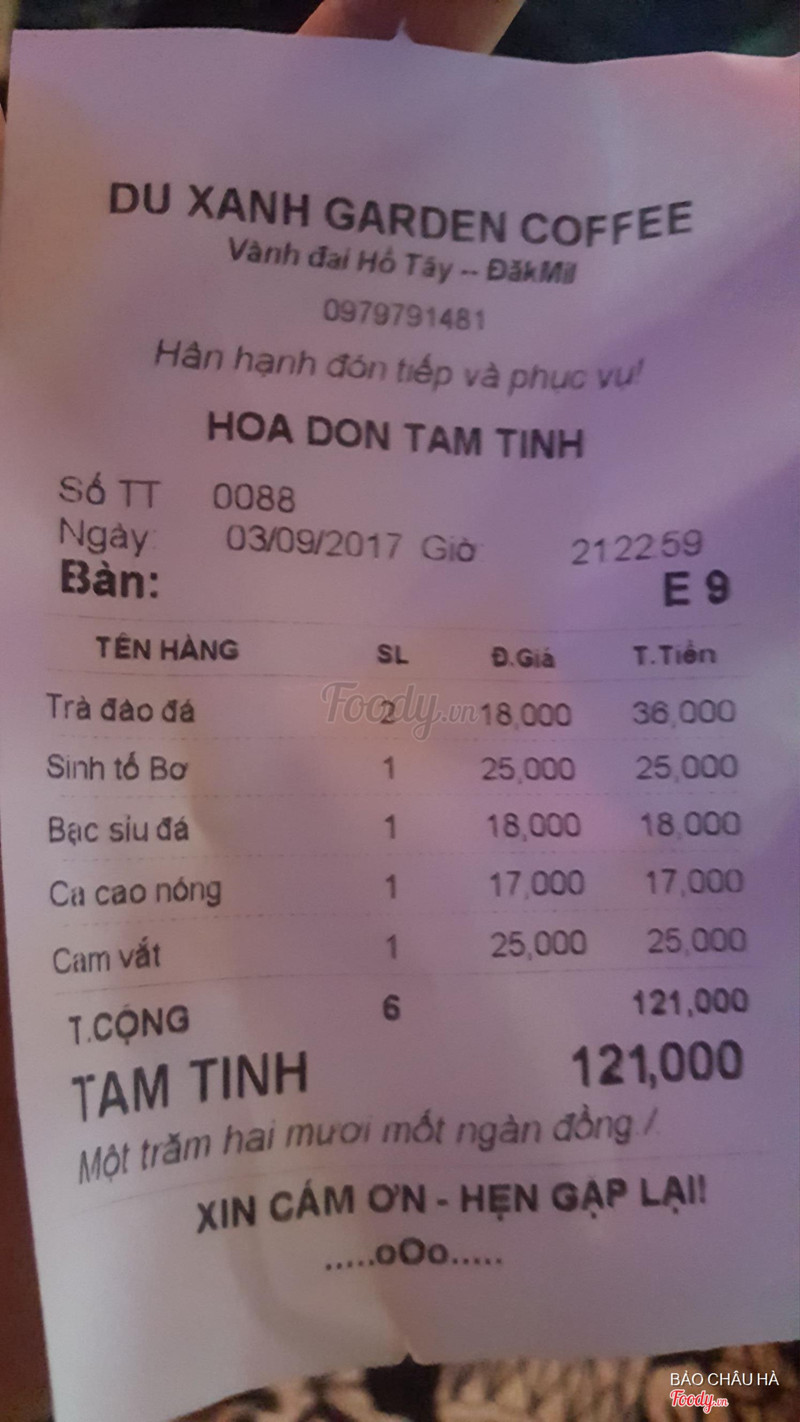 DU XANH GARDEN COFFEE
Vành đai Hồ Tây -- ĐăkMil
0979791481
Hân hạnh đón tiếp và phục vụ!
HOA DON TAM TINH
Số TT 0088
Ngày: 03/09/2017 Giờ: 21:22:59
Bàn: E 9
TÊN HÀNG SL Đ.Giá T.Tiền
Trà đào đá 2 18,000 36,000
Foody.vn
Sinh tố Bơ 1 25,000 25,000
Bạc sỉu đá 1 18,000 18,000
Ca cao nóng 1 17,000 17,000
Cam vắt 1 25,000 25,000
T.CỘNG 6 121,000
TAM TINH 121,000
Một trăm hai mươi mốt ngàn đồng./.
XIN CÁM ƠN - HẸN GẶP LẠI!
.....oOo.....
BẢO CHÂU HÀ
Foody.vn